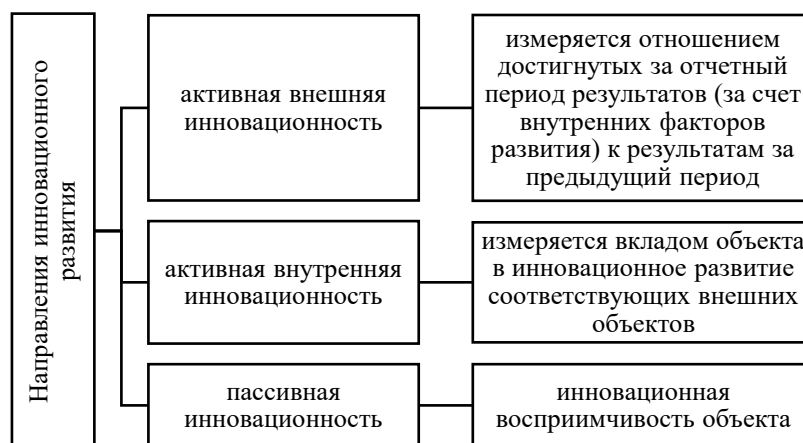 Направления инновационного
развития
активная внешняя
инновационность
измеряется отношением
достигнутых за отчетный
период результатов (за счет
внутренних факторов
развития) к результатам за
предыдущий период
активная внутренняя
инновационность
измеряется вкладом объекта
в инновационное развитие
соответствующих внешних
объектов
пассивная
инновационность
инновационная
восприимчивость объекта